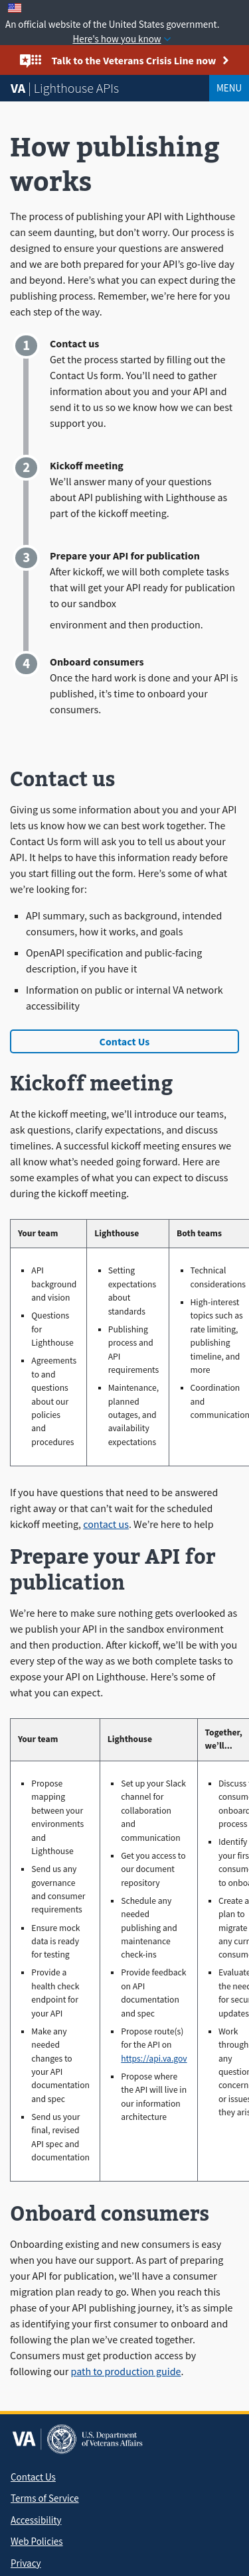 An official website of the United States government.
Here's how you know
Talk to the Veterans Crisis Line now
VA | Lighthouse APIs
MENU
How publishing
works
The process of publishing your API with Lighthouse
can seem daunting, but don't worry. Our process is
designed to ensure your questions are answered
and we are both prepared for your API's go-live day
and beyond. Here's what you can expect during the
publishing process. Remember, we're here for you
each step of the way.
1
Contact us
Get the process started by filling out the
Contact Us form. You'll need to gather
information about you and your API and
send it to us so we know how we can best
support you.
2
Kickoff meeting
We'll answer many of your questions
about API publishing with Lighthouse as
part of the kickoff meeting.
3
Prepare your API for publication
After kickoff, we will both complete tasks
that will get your API ready for publication
to our sandbox
environment and then production.
4
Onboard consumers
Once the hard work is done and your API is
published, it's time to onboard your
consumers.
Contact us
Giving us some information about you and your API
lets us know how we can best work together. The
Contact Us form will ask you to tell us about your
API. It helps to have this information ready before
you start filling out the form. Here's some of what
we're looking for:
API summary, such as background, intended
consumers, how it works, and goals
OpenAPI specification and public-facing
description, if you have it
Information on public or internal VA network
accessibility
Contact Us
Kickoff meeting
At the kickoff meeting, we'll introduce our teams,
ask questions, clarify expectations, and discuss
timelines. A successful kickoff meeting ensures we
all know what's needed going forward. Here are
some examples of what you can expect to discuss
during the kickoff meeting.
Your team
Lighthouse
Both teams
API
background
and vision
Questions
for
Lighthouse
Agreements
to and
questions
about our
policies
and
procedures
Setting
expectations
about
standards
Publishing
process and
API
requirements
Maintenance,
planned
outages, and
availability
expectations
Technical
considerations
High-interest
topics such as
rate limiting,
publishing
timeline, and
more
Coordination
and
communication
If you have questions that need to be answered
right away or that can't wait for the scheduled
kickoff meeting, contact us. We're here to help
Prepare your API for
publication
We're here to make sure nothing gets overlooked as
we publish your API in the sandbox environment
and then production. After kickoff, we'll be with you
every step of the way as we both complete tasks to
expose your API on Lighthouse. Here's some of
what you can expect.
Your team
Lighthouse
Together,
we'll...
Propose
mapping
between your
environments
and
Lighthouse
Send us any
governance
and consumer
requirements
Ensure mock
data is ready
for testing
Provide a
health check
endpoint for
your API
Make any
needed
changes to
your API
documentation
and spec
Send us your
final, revised
API spec and
documentation
Set up your Slack
channel for
collaboration
and
communication
Get you access to
our document
repository
Schedule any
needed
publishing and
maintenance
check-ins
Provide feedback
on API
documentation
and spec
Propose route(s)
for the API on
https://api.va.gov
Propose where
the API will live in
our information
architecture
Discuss
consum
onboard
process
Identify
your firs
consum
to onboa
Create a
plan to
migrate
any curr
consum
Evaluate
the need
for secur
updates
Work
through
any
question
concern
or issues
they aris
Onboard consumers
Onboarding existing and new consumers is easy
when you have our support. As part of preparing
your API for publication, we'll have a consumer
migration plan ready to go. When you reach this
phase of your API publishing journey, it's as simple
as identifying your first consumer to onboard and
following the plan we've created together.
Consumers must get production access by
following our path to production guide.
VA
U.S. Department
of Veterans Affairs
Contact Us
Terms of Service
Accessibility
Web Policies
Privacy